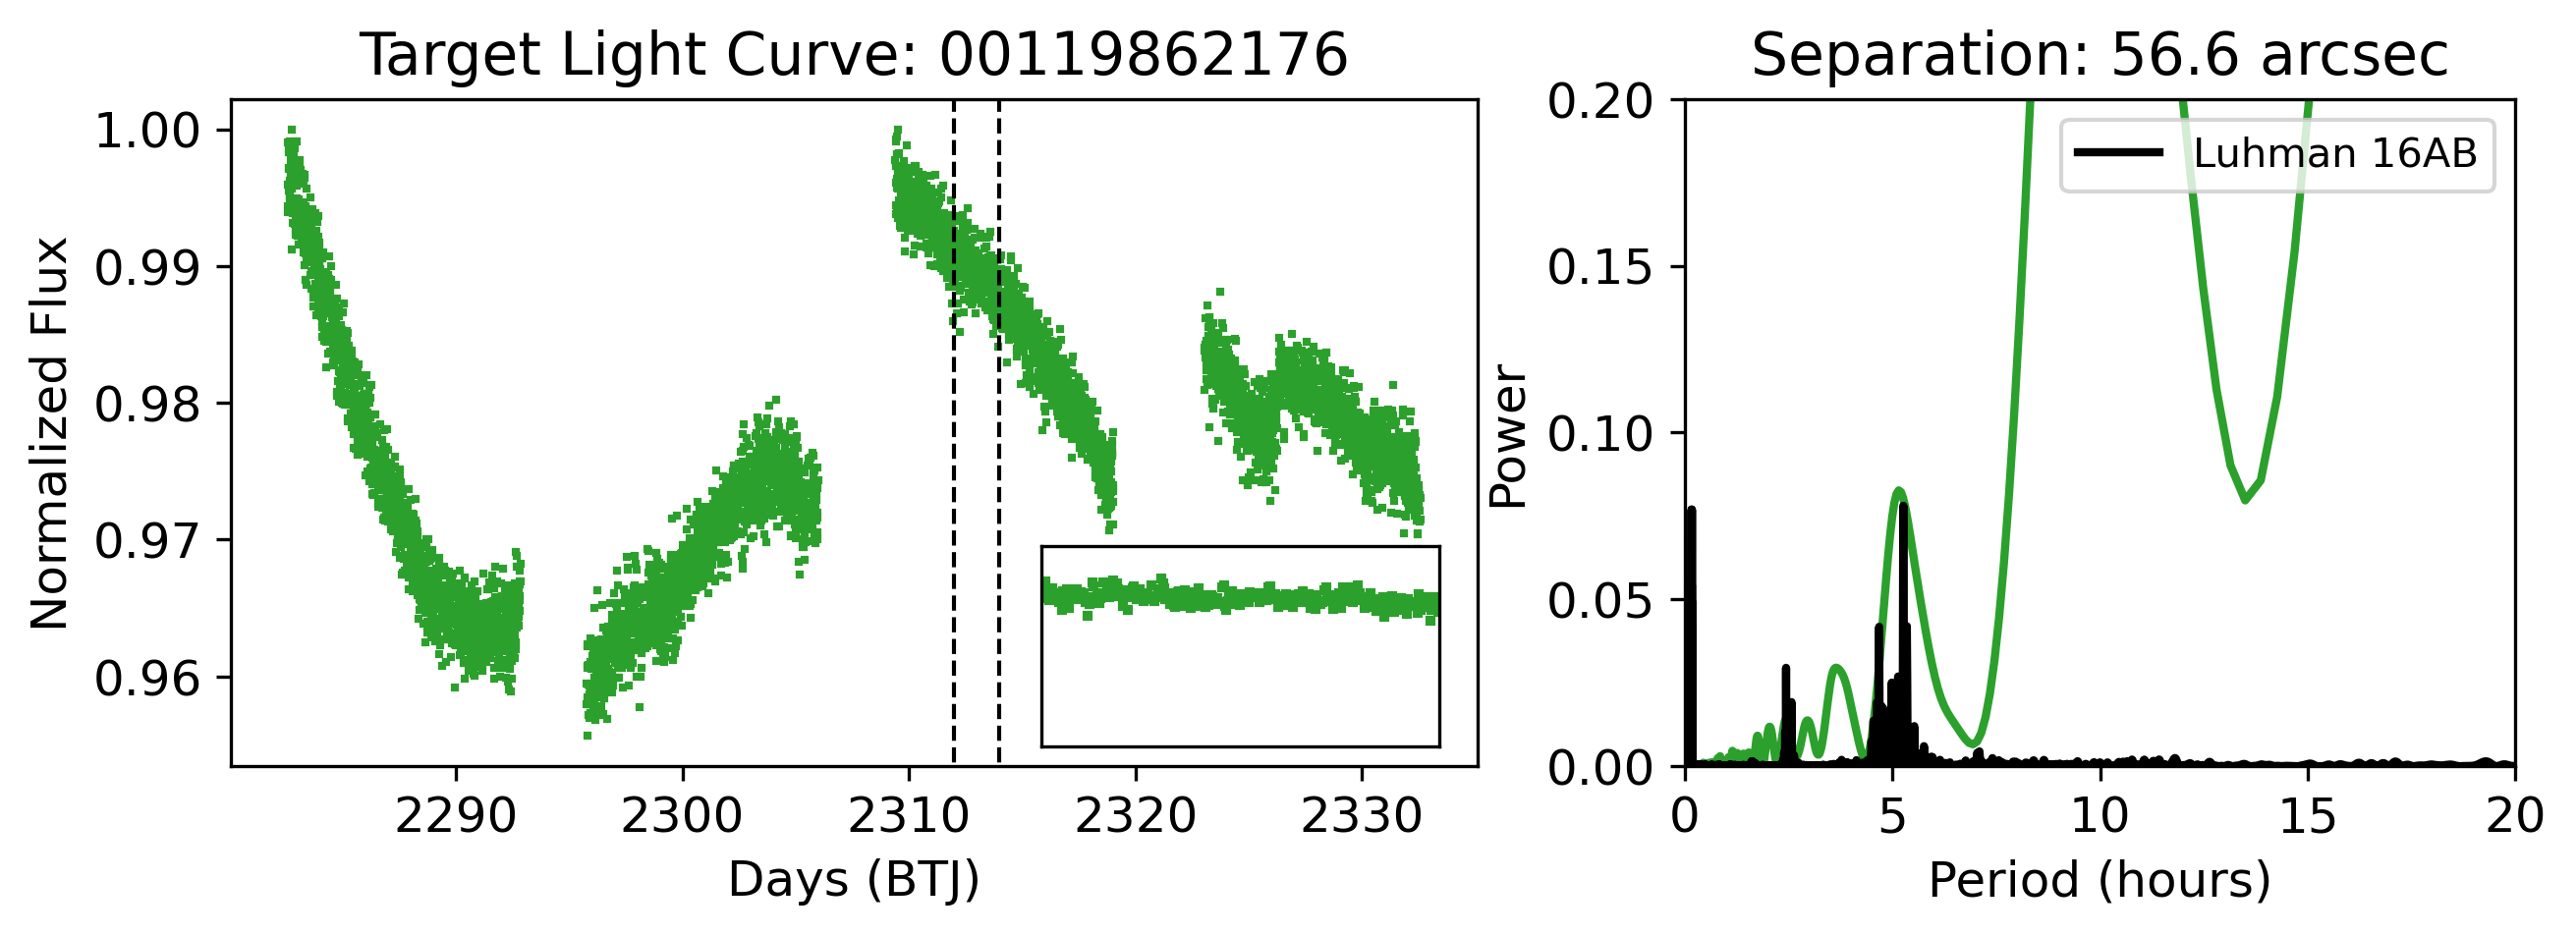 Target Light Curve: 00119862176
Normalized Flux
1.00
0.99
0.98
0.97
0.96
2290
2300
2310
2320
2330
Days (BTJ)
Separation: 56.6 arcsec
Power
0.20
0.15
0.10
0.05
0.00
Luhman 16AB
0
5
10
15
20
Period (hours)